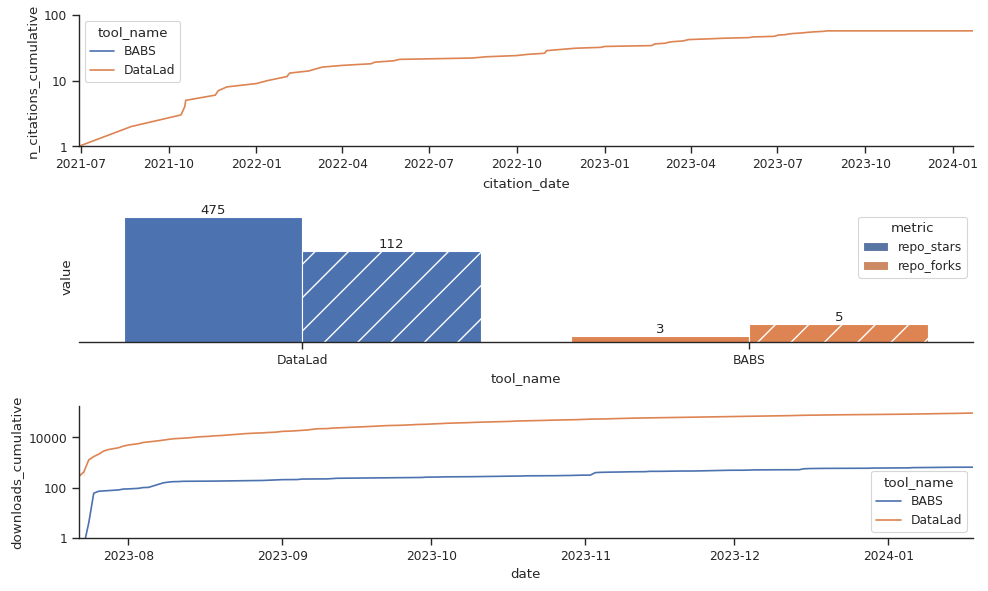 n_citations_cumulative
100
10
1
tool_name
BABS
DataLad
2021-07 2021-10 2022-01 2022-04 2022-07 2022-10 2023-01 2023-04 2023-07 2023-10 2024-01
citation_date
value
475
112
3
5
metric
repo_stars
repo_forks
DataLad BABS
tool_name
downloads_cumulative
10000
100
1
tool_name
BABS
DataLad
2023-08 2023-09 2023-10 2023-11 2023-12 2024-01
date